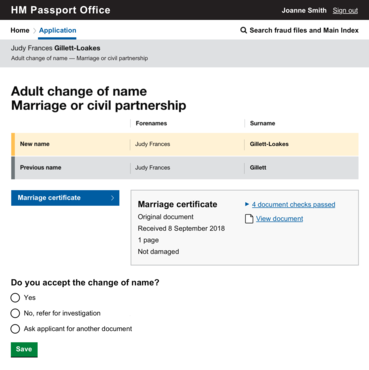 HM Passport Office
Joanne Smith Sign out
Home Application
Search fraud files and Main Index
Judy Frances Gillett-Loakes
Adult change of name — Marriage or civil partnership
Adult change of name
Marriage or civil partnership
Forenames Surname
New name Judy Frances Gillett-Loakes
Previous name Judy Frances Gillett
Marriage certificate
Marriage certificate
Original document
Received 8 September 2018
1 page
Not damaged
4 document checks passed
View document
Do you accept the change of name?
Yes
No, refer for investigation
Ask applicant for another document
Save